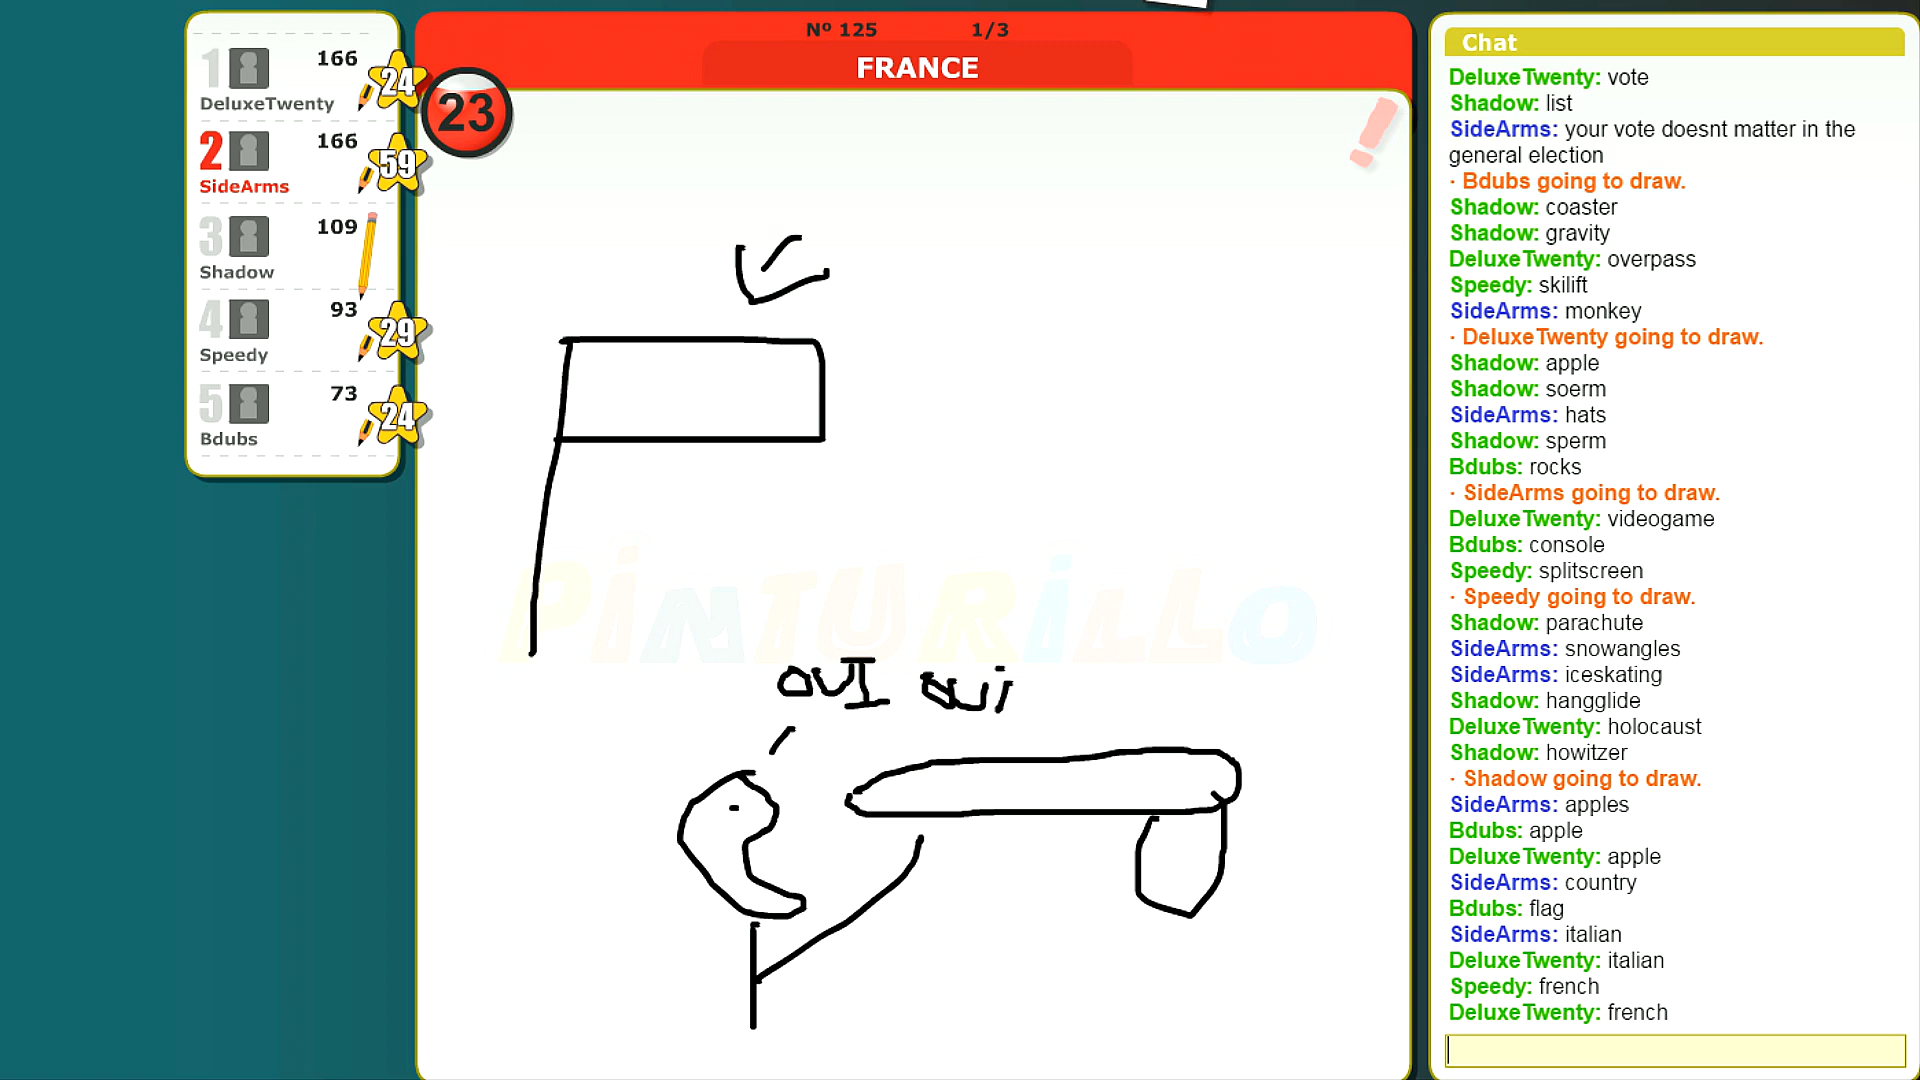 Nº 125 1/3
FRANCE
23
1 166 24
DeluxeTwenty
2 166 59
SideArms
3 109
Shadow
4 93 29
Speedy
5 73 24
Bdubs
!
PINTURILLO
OUI oui
Chat
DeluxeTwenty: vote
Shadow: list
SideArms: your vote doesnt matter in the
general election
· Bdubs going to draw.
Shadow: coaster
Shadow: gravity
DeluxeTwenty: overpass
Speedy: skilift
SideArms: monkey
· DeluxeTwenty going to draw.
Shadow: apple
Shadow: soerm
SideArms: hats
Shadow: sperm
Bdubs: rocks
· SideArms going to draw.
DeluxeTwenty: videogame
Bdubs: console
Speedy: splitscreen
· Speedy going to draw.
Shadow: parachute
SideArms: snowangles
SideArms: iceskating
Shadow: hangglide
DeluxeTwenty: holocaust
Shadow: howitzer
· Shadow going to draw.
SideArms: apples
Bdubs: apple
DeluxeTwenty: apple
SideArms: country
Bdubs: flag
SideArms: italian
DeluxeTwenty: italian
Speedy: french
DeluxeTwenty: french